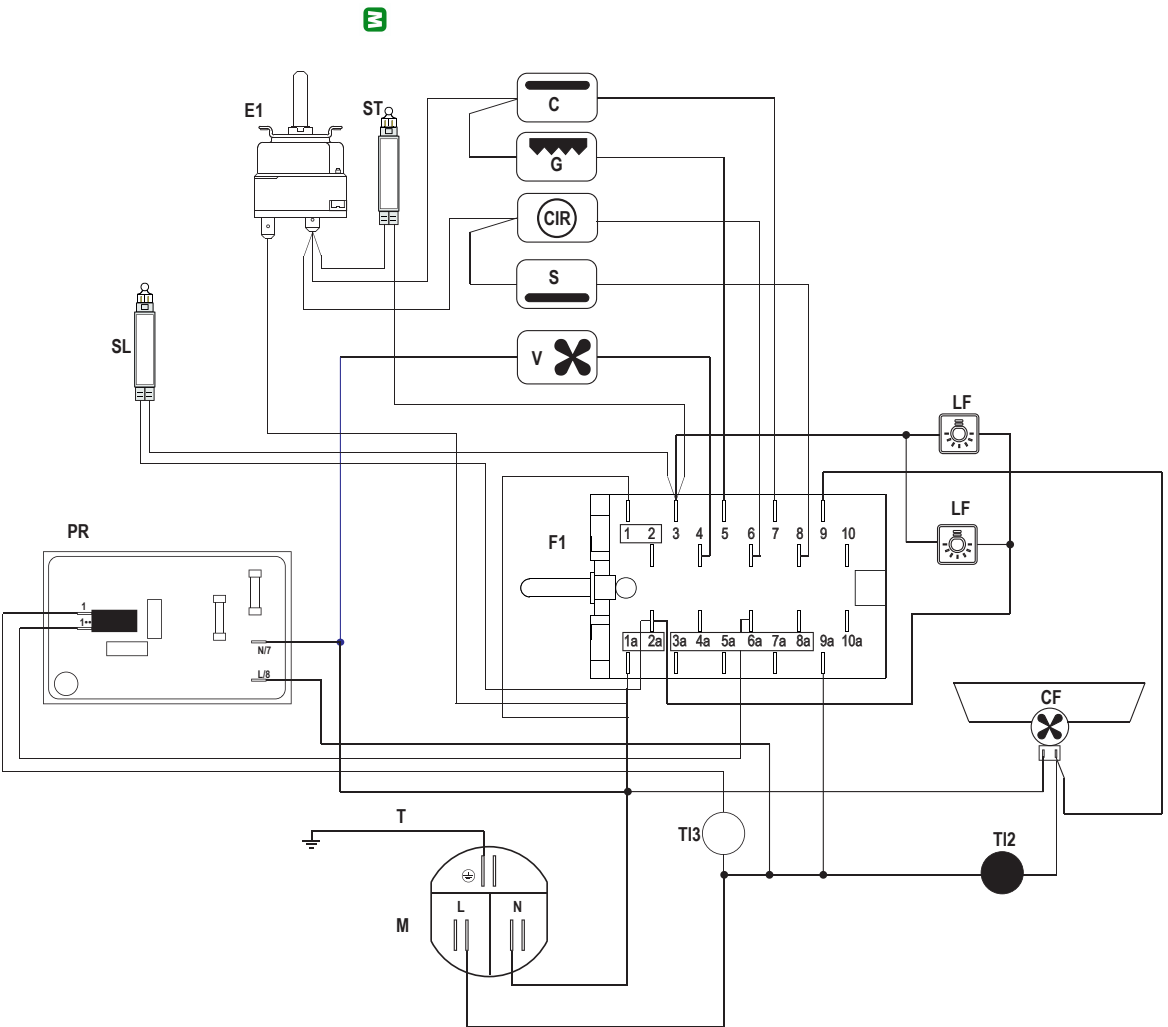 M
E1
ST
C
G
CIR
S
SL
V
LF
LF
PR
F1
1 2 3 4 5 6 7 8 9 10
1a 2a 3a 4a 5a 6a 7a 8a 9a 10a
1
1••
N/7
L/8
CF
T
TI3
TI2
L N
M